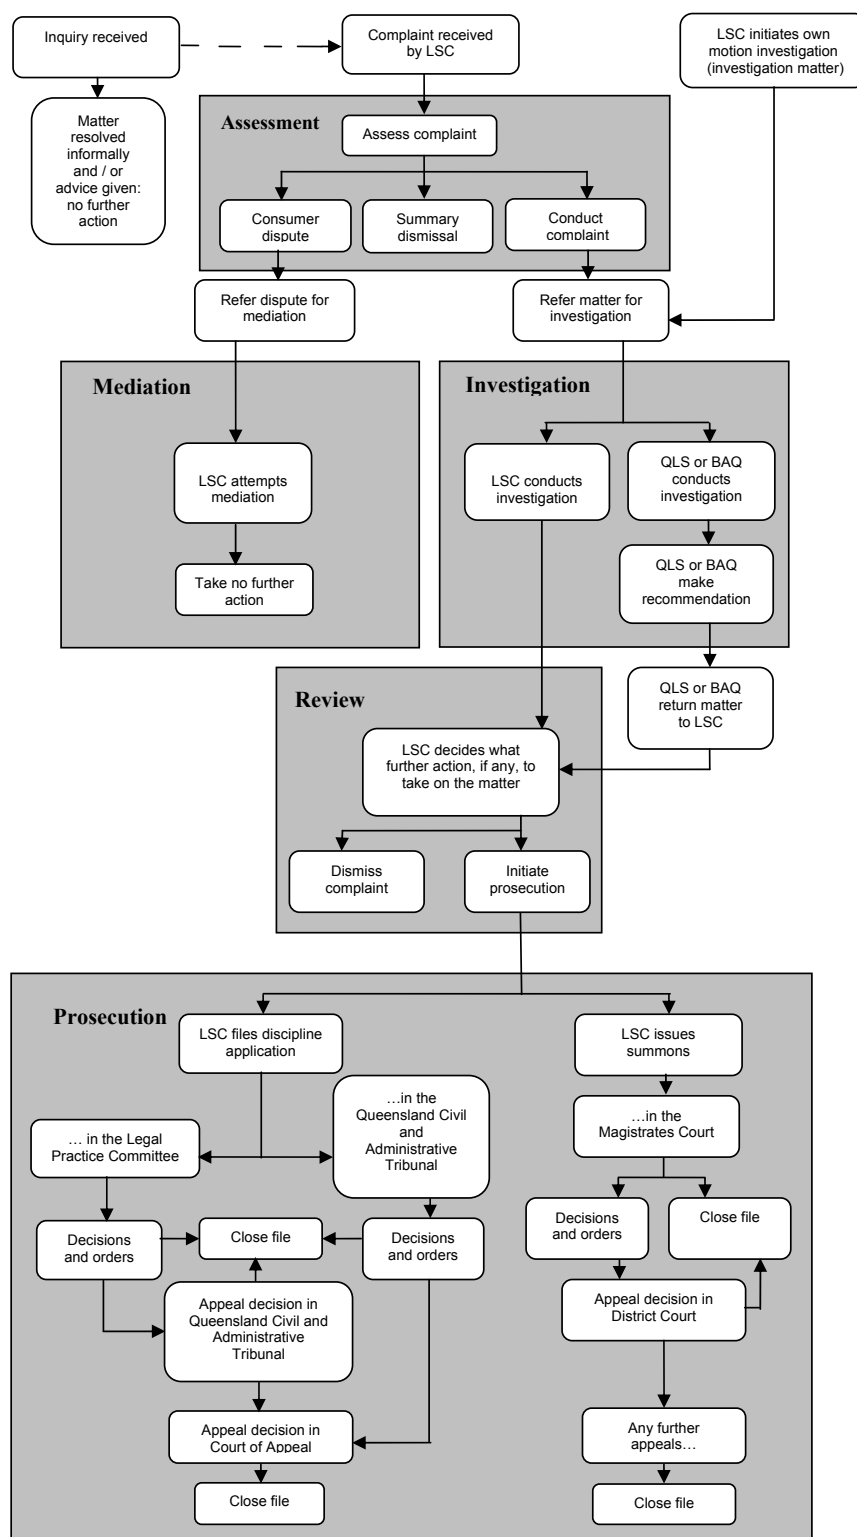 Inquiry received
Complaint received
by LSC
LSC initiates own
motion investigation
(investigation matter)
Matter
resolved
informally
and / or
advice given:
no further
action
Assessment
Assess complaint
Consumer
dispute
Summary
dismissal
Conduct
complaint
Refer dispute for
mediation
Refer matter for
investigation
Mediation
LSC attempts
mediation
Take no further
action
Investigation
LSC conducts
investigation
QLS or BAQ
conducts
investigation
QLS or BAQ
make
recommendation
QLS or BAQ
return matter
to LSC
Review
LSC decides what
further action, if any, to
take on the matter
Dismiss
complaint
Initiate
prosecution
Prosecution
LSC files discipline
application
LSC issues
summons
… in the Legal
Practice Committee
…in the
Queensland Civil
and
Administrative
Tribunal
…in the
Magistrates Court
Decisions
and orders
Close file
Decisions
and orders
Decisions
and orders
Close file
Appeal decision in
Queensland Civil and
Administrative
Tribunal
Appeal decision in
District Court
Appeal decision in
Court of Appeal
Any further
appeals…
Close file
Close file